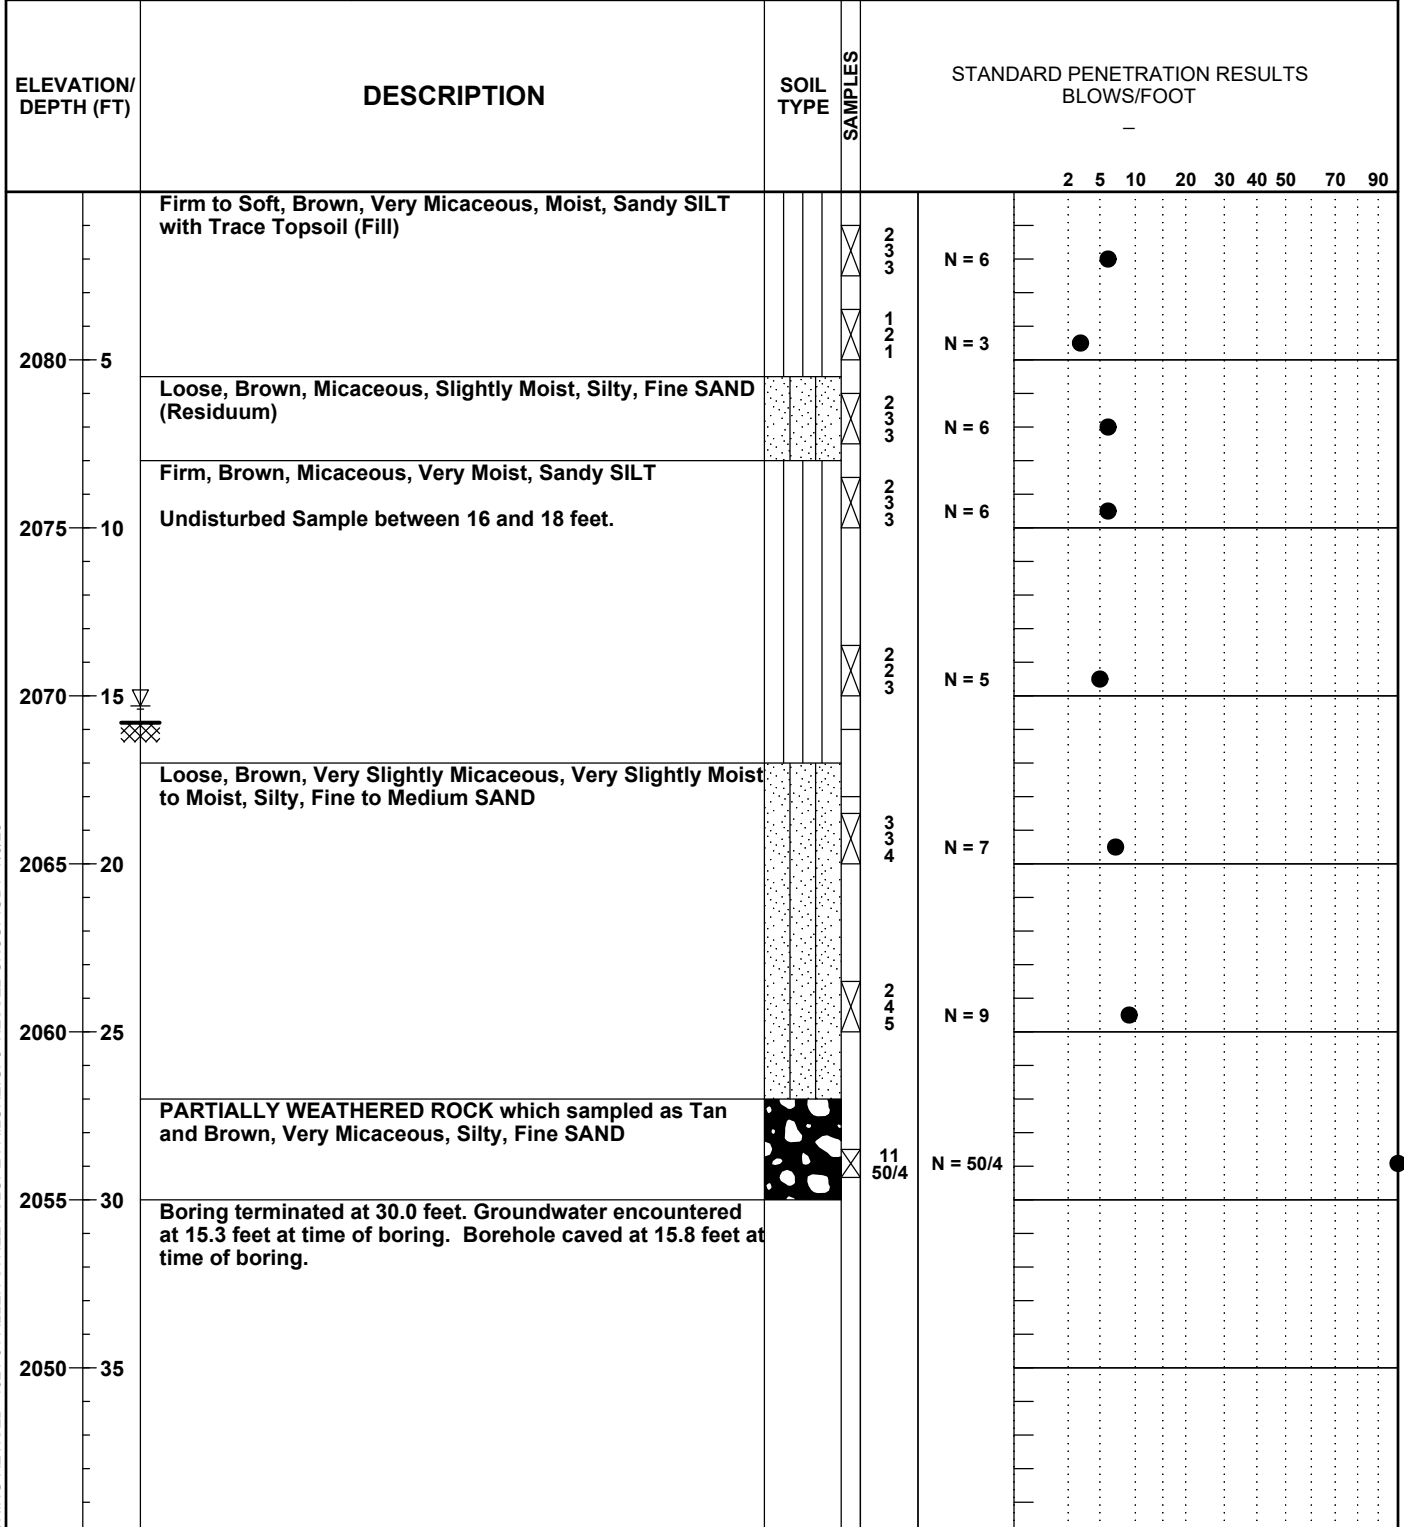 ELEVATION/
DEPTH (FT)
DESCRIPTION
SOIL
TYPE
SAMPLES
STANDARD PENETRATION RESULTS
BLOWS/FOOT
_
2 5 10 20 30 40 50 70 90
Firm to Soft, Brown, Very Micaceous, Moist, Sandy SILT
with Trace Topsoil (Fill)
2
3
3
N = 6
1
2
1
N = 3
2080 5
Loose, Brown, Micaceous, Slightly Moist, Silty, Fine SAND
(Residuum)
2
3
3
N = 6
Firm, Brown, Micaceous, Very Moist, Sandy SILT
Undisturbed Sample between 16 and 18 feet.
2
3
3
N = 6
2075 10
2
2
3
N = 5
2070 15
Loose, Brown, Very Slightly Micaceous, Very Slightly Moist
to Moist, Silty, Fine to Medium SAND
3
3
4
N = 7
2065 20
2
4
5
N = 9
2060 25
PARTIALLY WEATHERED ROCK which sampled as Tan
and Brown, Very Micaceous, Silty, Fine SAND
11
50/4
N = 50/4
2055 30
Boring terminated at 30.0 feet. Groundwater encountered
at 15.3 feet at time of boring.  Borehole caved at 15.8 feet at
time of boring.
2050 35